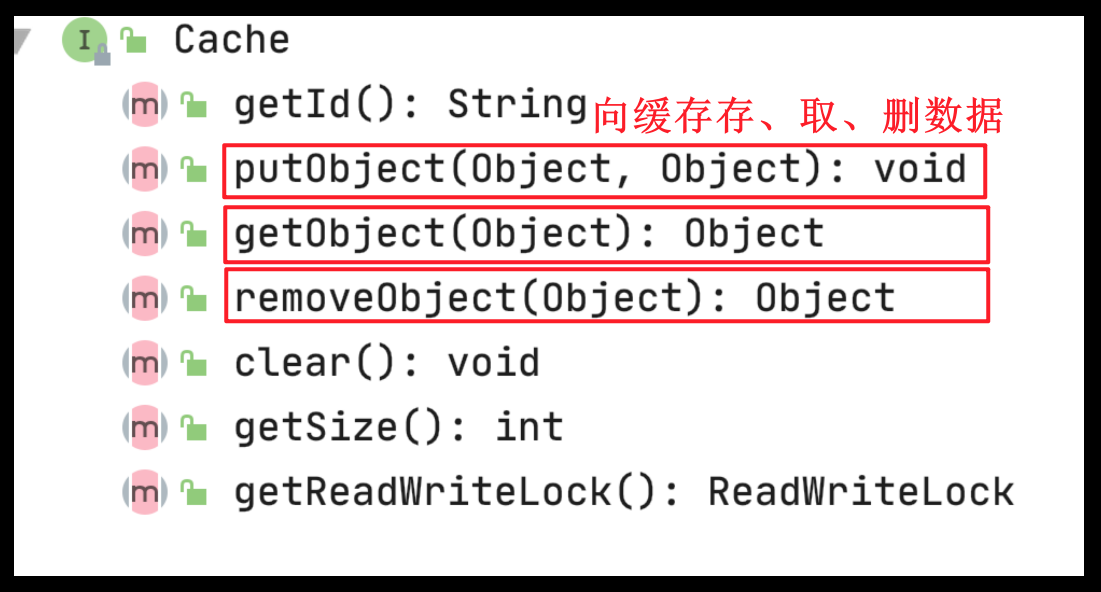 I Cache
m getId(): String
向缓存存、取、删数据
m putObject(Object, Object): void
m getObject(Object): Object
m removeObject(Object): Object
m clear(): void
m getSize(): int
m getReadWriteLock(): ReadWriteLock